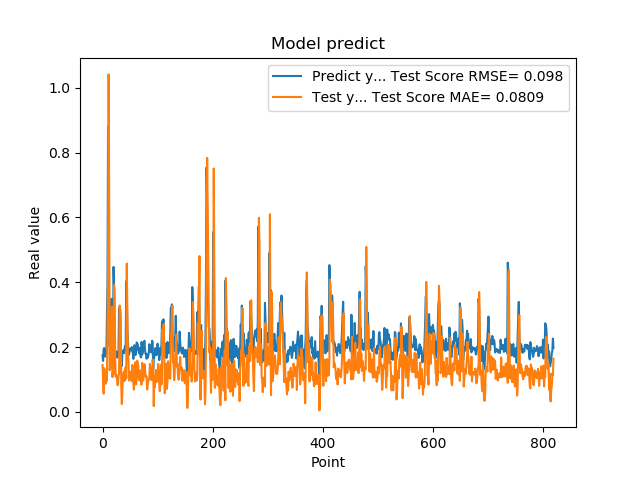 Model predict
Predict y... Test Score RMSE= 0.098
Test y... Test Score MAE= 0.0809
1.0
0.8
0.6
0.4
0.2
0.0
Real value
0 200 400 600 800
Point